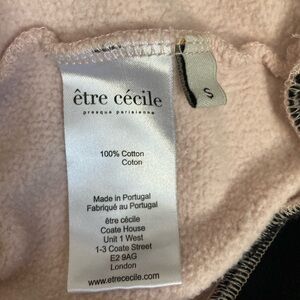 être cécile
presque parisienne
S
100% Cotton
Coton
Made in Portugal
Fabriqué au Portugal
être cécile
Coate House
Unit 1 West
1-3 Coate Street
E2 9AG
London
www.etrececile.com